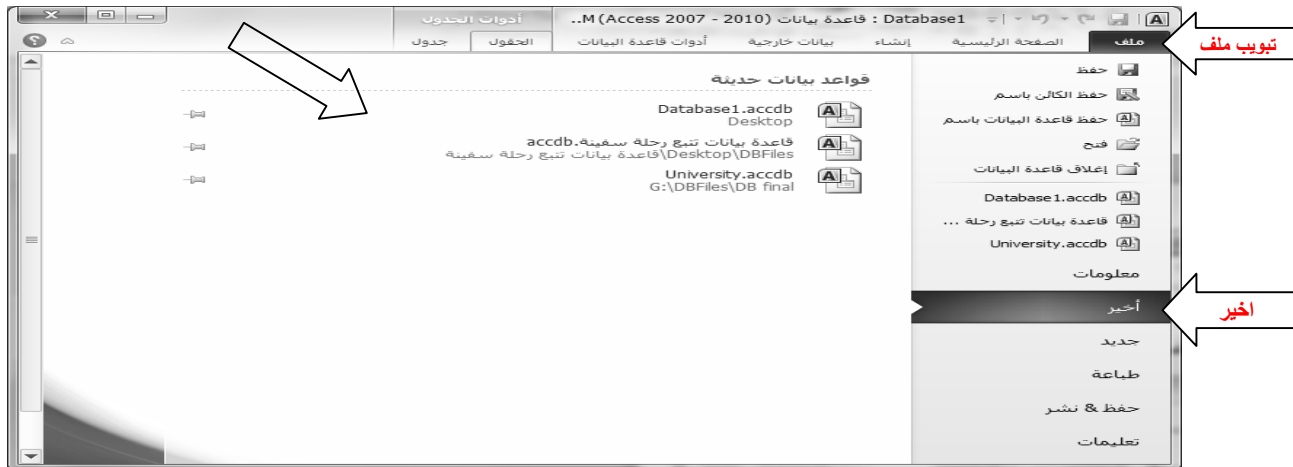 Database1 : قاعدة بيانات (Access 2007 - 2010) M..
أدوات الجدول
ملف
الصفحة الرئيسية
إنشاء
بيانات خارجية
أدوات قاعدة البيانات
الحقول
جدول
تبويب ملف
حفظ
حفظ الكائن باسم
حفظ قاعدة البيانات باسم
فتح
إغلاق قاعدة البيانات
Database1.accdb
قاعدة بيانات تتبع رحلة ...
University.accdb
معلومات
أخير
اخير
جديد
طباعة
حفظ & نشر
تعليمات
قواعد بيانات حديثة
Database1.accdb
Desktop
قاعدة بيانات تتبع رحلة سفينة.accdb
Desktop\DBFiles\قاعدة بيانات تتبع رحلة سفينة
University.accdb
G:\DBFiles\DB final